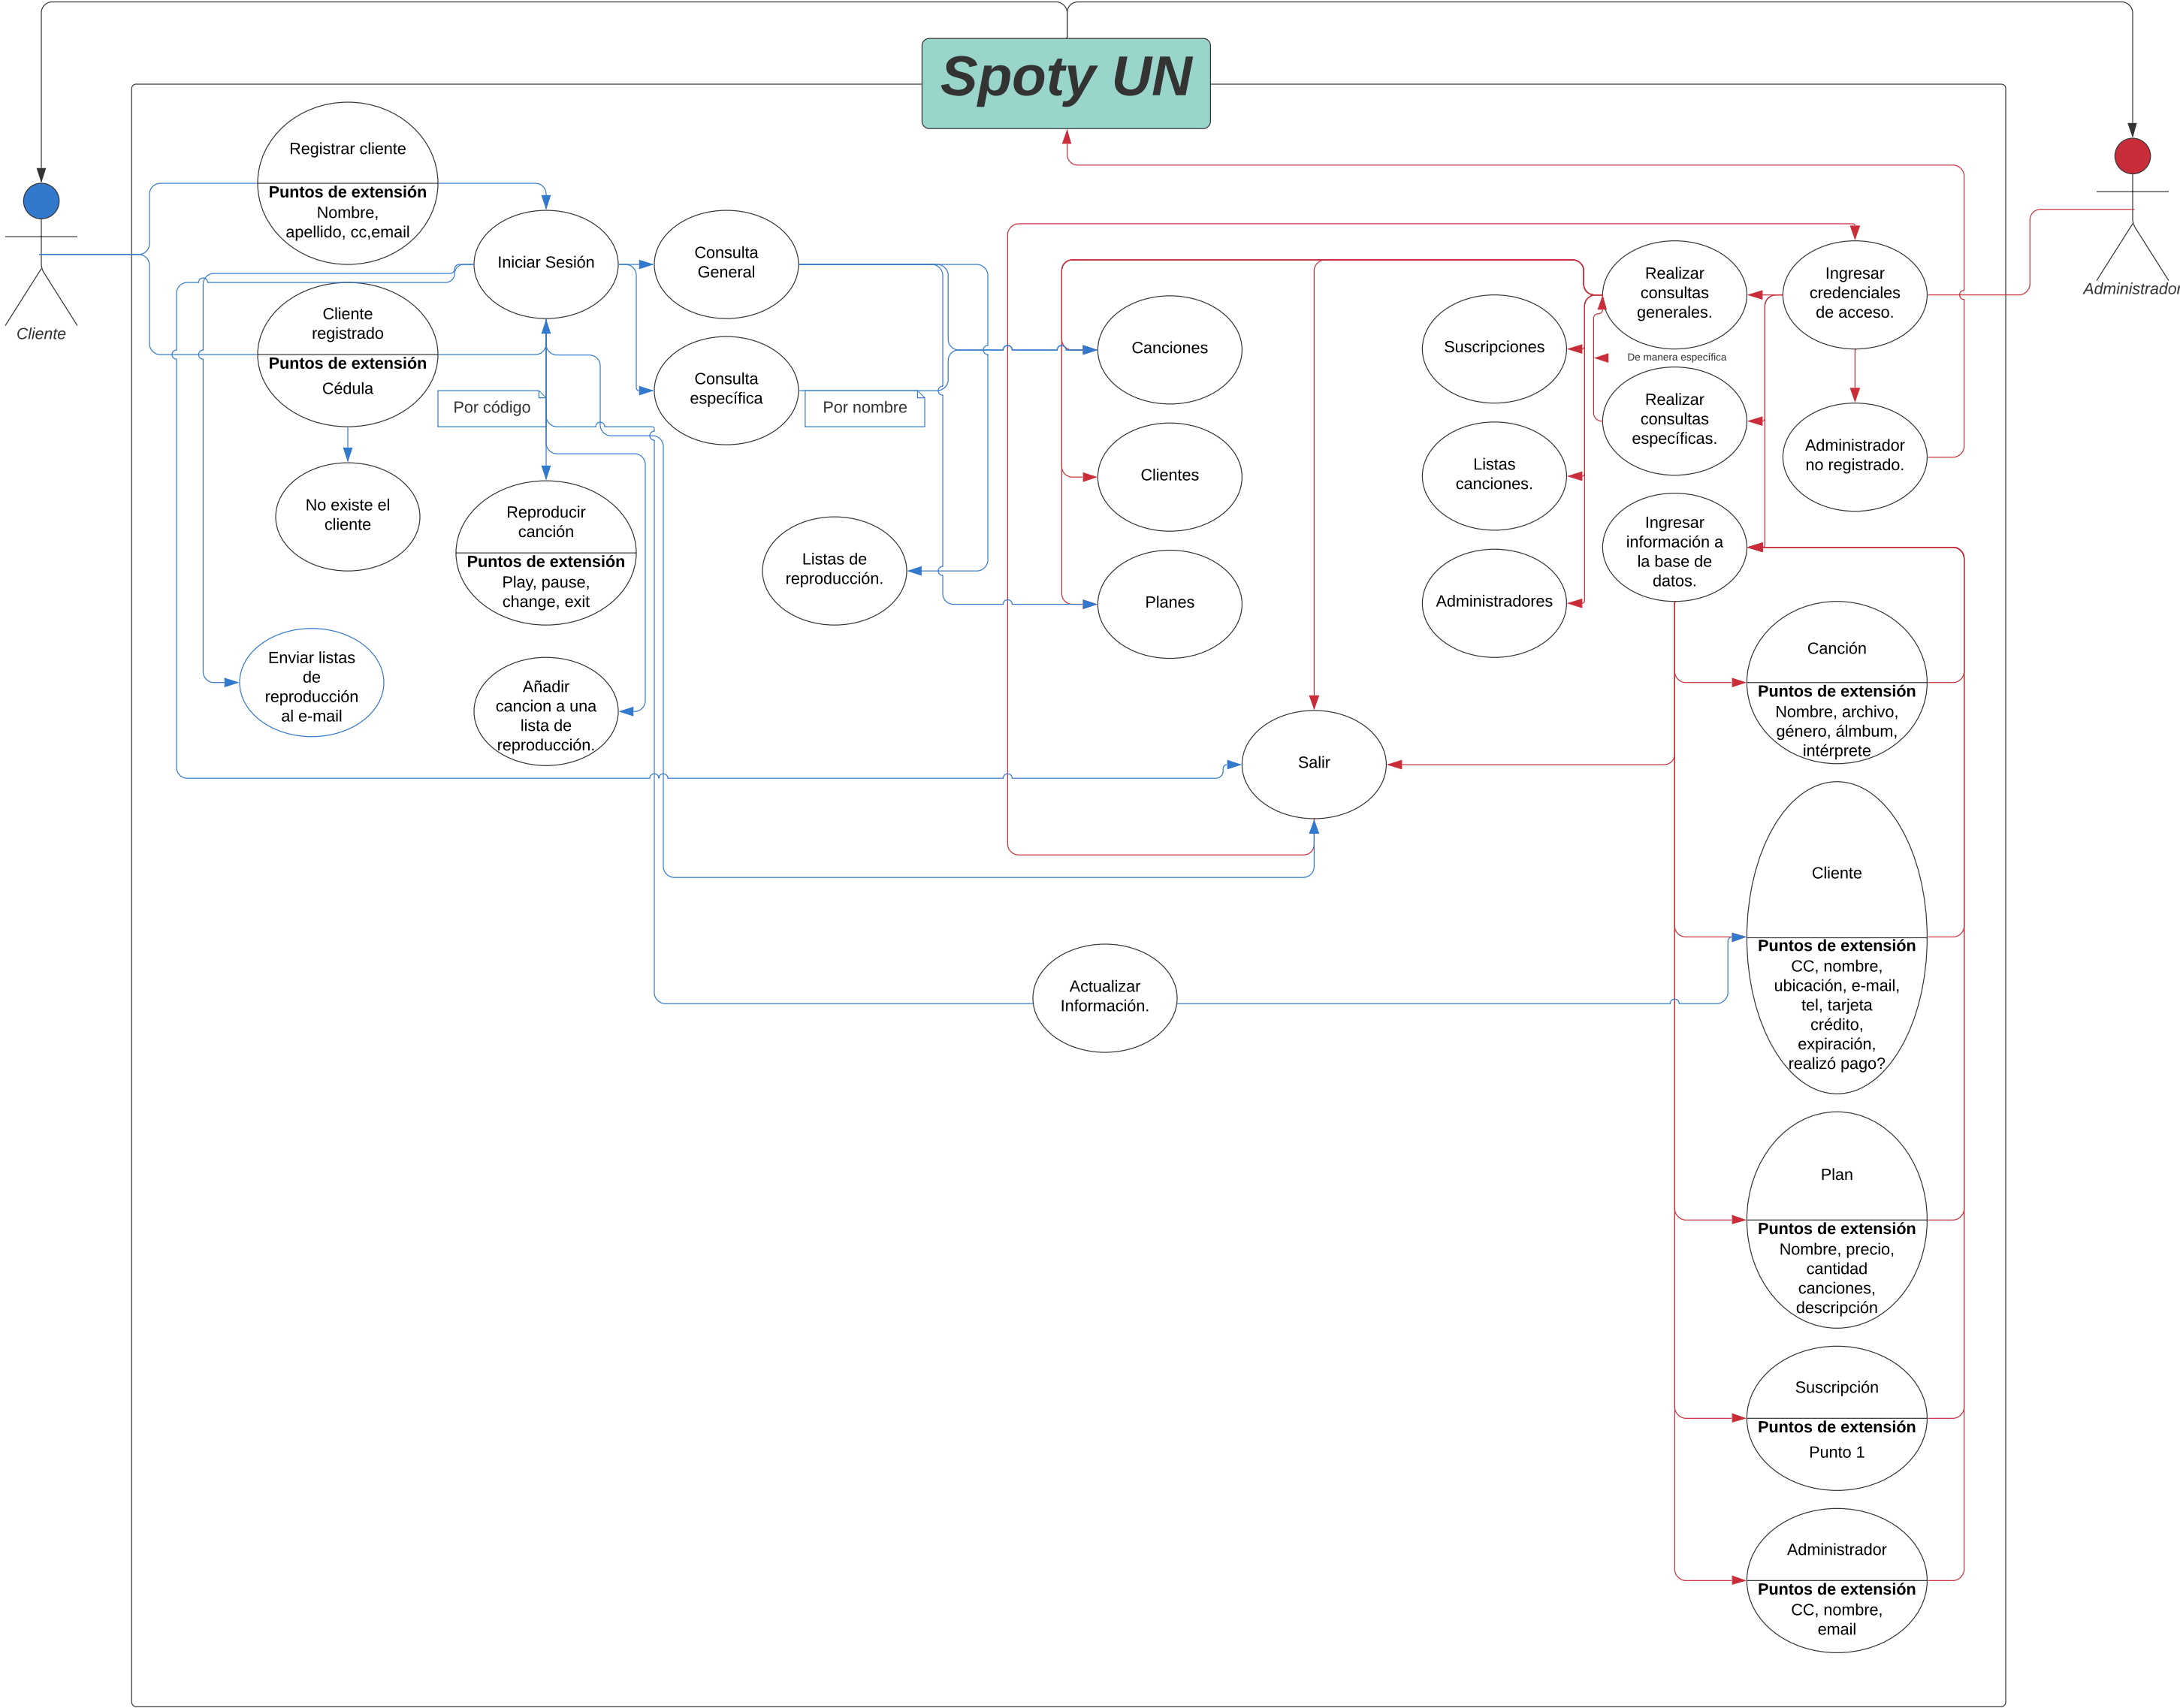 Spoty UN
Cliente
Administrador
Registrar cliente
Puntos de extensión
Nombre,
apellido, cc,email
Cliente
registrado
Puntos de extensión
Cédula
No existe el
cliente
Enviar listas
de
reproducción
al e-mail
Iniciar Sesión
Por código
Reproducir
canción
Puntos de extensión
Play, pause,
change, exit
Añadir
cancion a una
lista de
reproducción.
Consulta
General
Consulta
específica
Por nombre
Listas de
reproducción.
Canciones
Clientes
Planes
Salir
Actualizar
Información.
Suscripciones
Listas
canciones.
Administradores
Realizar
consultas
generales.
De manera específica
Realizar
consultas
específicas.
Ingresar
información a
la base de
datos.
Ingresar
credenciales
de acceso.
Administrador
no registrado.
Canción
Puntos de extensión
Nombre, archivo,
género, álmbum,
intérprete
Cliente
Puntos de extensión
CC, nombre,
ubicación, e-mail,
tel, tarjeta
crédito,
expiración,
realizó pago?
Plan
Puntos de extensión
Nombre, precio,
cantidad
canciones,
descripción
Suscripción
Puntos de extensión
Punto 1
Administrador
Puntos de extensión
CC, nombre,
email